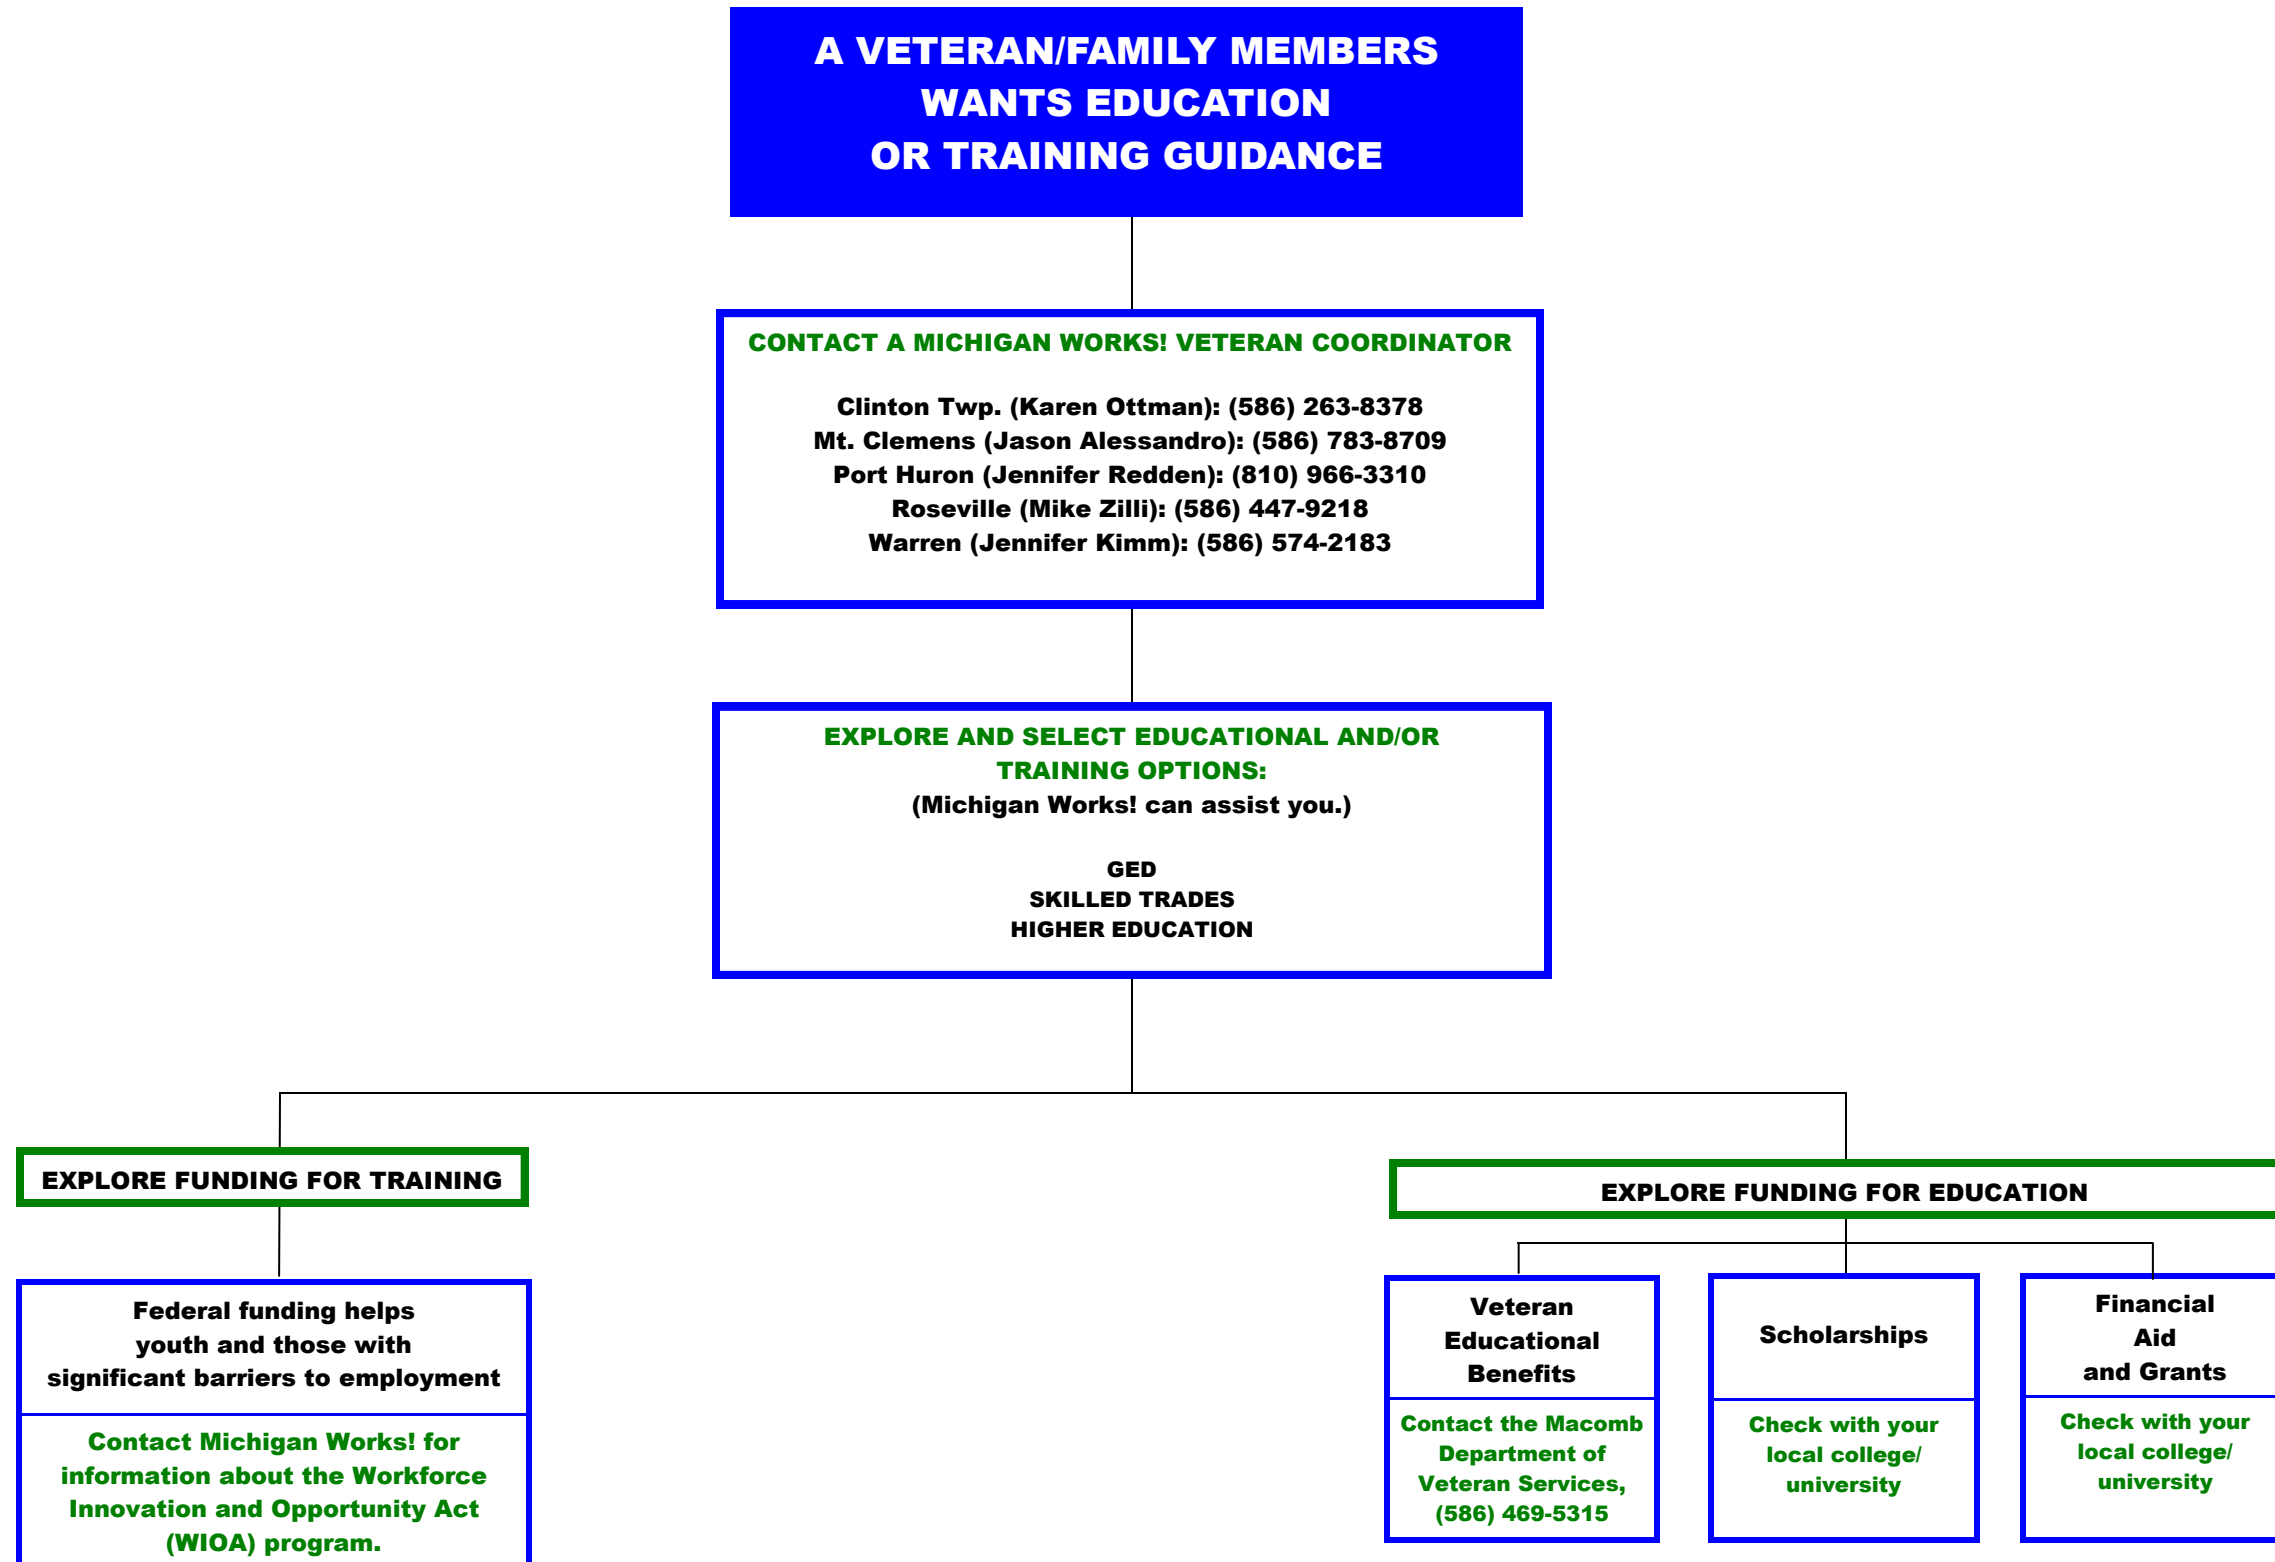 A VETERAN/FAMILY MEMBERS
WANTS EDUCATION
OR TRAINING GUIDANCE
CONTACT A MICHIGAN WORKS! VETERAN COORDINATOR
Clinton Twp. (Karen Ottman): (586) 263-8378
Mt. Clemens (Jason Alessandro): (586) 783-8709
Port Huron (Jennifer Redden): (810) 966-3310
Roseville (Mike Zilli): (586) 447-9218
Warren (Jennifer Kimm): (586) 574-2183
EXPLORE AND SELECT EDUCATIONAL AND/OR
TRAINING OPTIONS:
(Michigan Works! can assist you.)
GED
SKILLED TRADES
HIGHER EDUCATION
EXPLORE FUNDING FOR TRAINING
Federal funding helps
youth and those with
significant barriers to employment
Contact Michigan Works! for
information about the Workforce
Innovation and Opportunity Act
(WIOA) program.
EXPLORE FUNDING FOR EDUCATION
Veteran
Educational
Benefits
Contact the Macomb
Department of
Veteran Services,
(586) 469-5315
Scholarships
Check with your
local college/
university
Financial
Aid
and Grants
Check with your
local college/
university